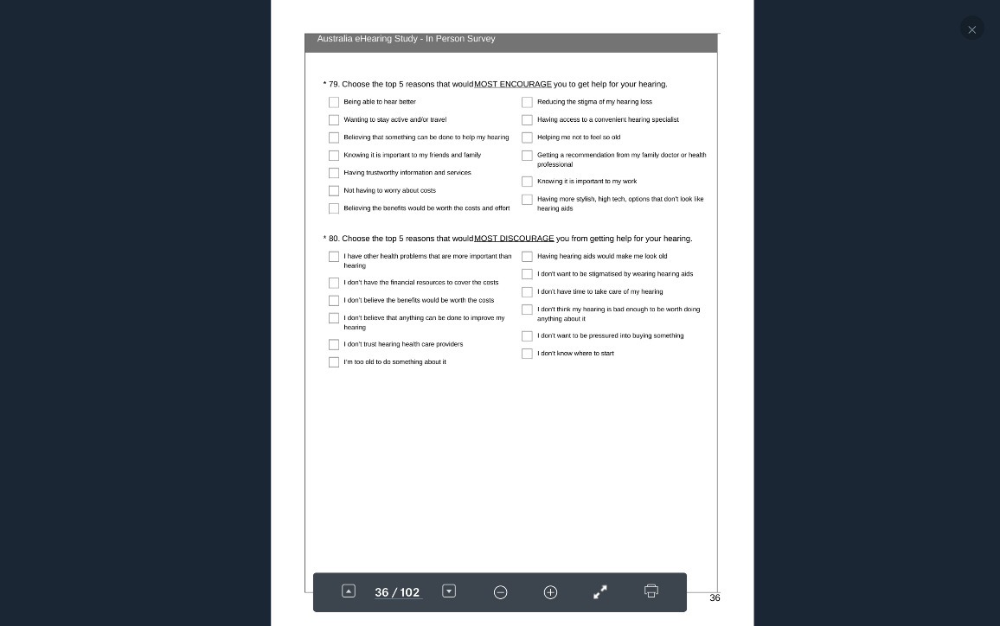 Australia eHearing Study - In Person Survey
* 79. Choose the top 5 reasons that would MOST ENCOURAGE you to get help for your hearing.
Being able to hear better
Wanting to stay active and/or travel
Believing that something can be done to help my hearing
Knowing it is important to my friends and family
Having trustworthy information and services
Not having to worry about costs
Believing the benefits would be worth the costs and effort
Reducing the stigma of my hearing loss
Having access to a convenient hearing specialist
Helping me not to feel so old
Getting a recommendation from my family doctor or health
professional
Knowing it is important to my work
Having more stylish, high tech, options that don't look like
hearing aids
* 80. Choose the top 5 reasons that would MOST DISCOURAGE you from getting help for your hearing.
I have other health problems that are more important than
hearing
I don't have the financial resources to cover the costs
I don't believe the benefits would be worth the costs
I don't believe that anything can be done to improve my
hearing
I don't trust hearing health care providers
I'm too old to do something about it
Having hearing aids would make me look old
I don't want to be stigmatised by wearing hearing aids
I don't have time to take care of my hearing
I don't think my hearing is bad enough to be worth doing
anything about it
I don't want to be pressured into buying something
I don't know where to start
36 / 102
36